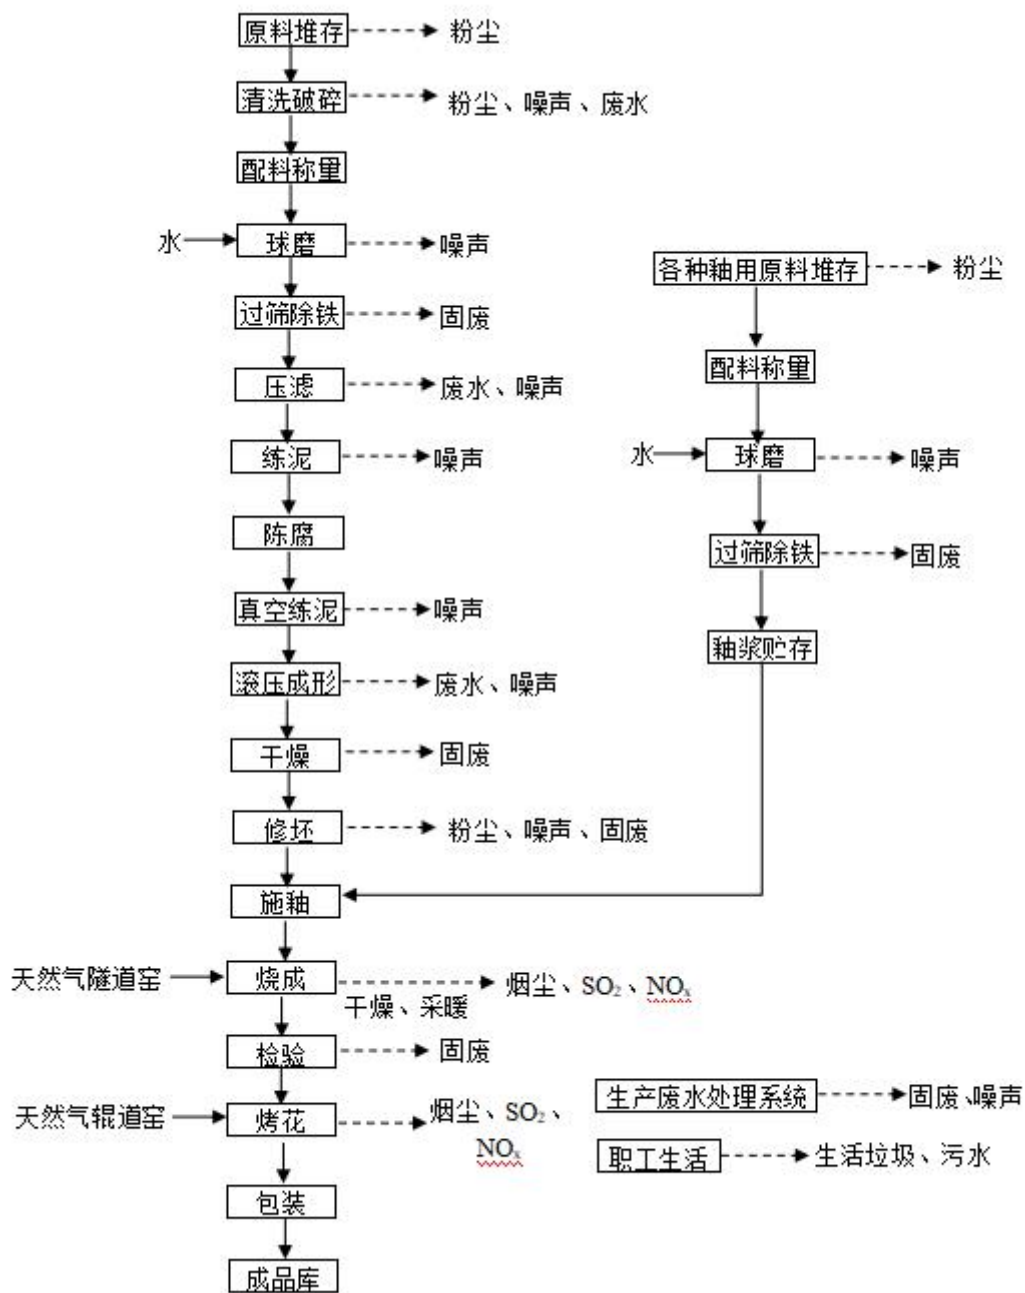 原料堆存 粉尘
清洗破碎 粉尘、噪声、废水
配料称量
水 球磨 噪声
过筛除铁 固废
压滤 废水、噪声
练泥 噪声
陈腐
真空练泥 噪声
滚压成形 废水、噪声
干燥 固废
修坯 粉尘、噪声、固废
施釉
各种釉用原料堆存 粉尘
配料称量
水 球磨 噪声
过筛除铁 固废
釉浆贮存
天然气隧道窑 烧成 烟尘、SO₂、NOₓ
干燥、采暖
检验 固废
天然气辊道窑 烤花 烟尘、SO₂、
NOₓ
包装
成品库
生产废水处理系统 固废、噪声
职工生活 生活垃圾、污水